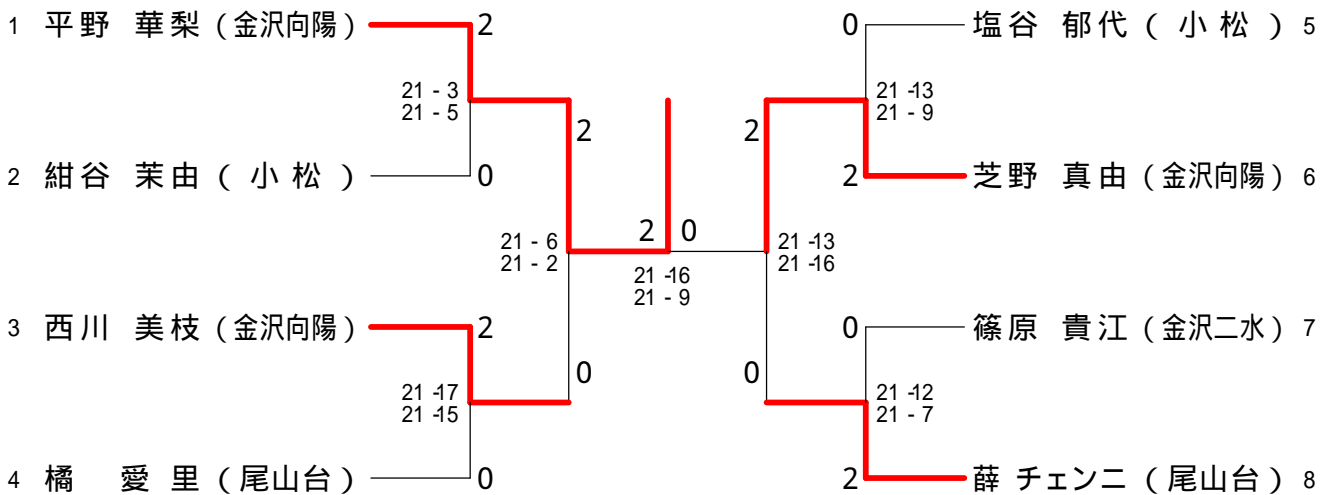 1 平野 華梨 (金沢向陽) 2
21 - 3
21 - 5
2 紺谷 茉由 ( 小 松 ) 0
2
21 - 6
21 - 2
3 西川 美枝 (金沢向陽) 2
0
21 -17
21 -15
4 橘 愛 里 (尾山台) 0
2 0
21 -16
21 - 9
0 塩谷 郁代 ( 小 松 ) 5
21 -13
21 - 9
2
2 芝野 真由 (金沢向陽) 6
21 -13
21 -16
0 篠原 貴江 (金沢二水) 7
0
21 -12
21 - 7
2 薛 チェンニ (尾山台) 8